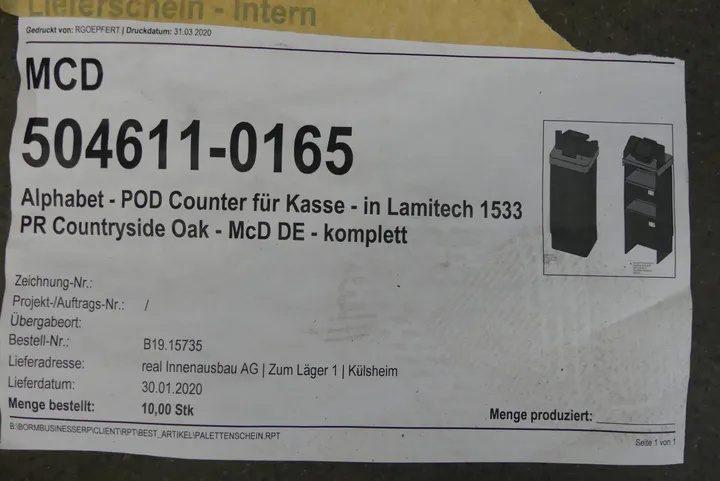 Lieferschein - Intern
Gedruckt von: RGOEPFERT | Druckdatum: 31.03.2020
MCD
504611-0165
Alphabet - POD Counter für Kasse - in Lamitech 1533
PR Countryside Oak - McD DE - komplett
Zeichnung-Nr.:
Projekt-/Auftrags-Nr.: /
Übergabeort:
Bestell-Nr.: B19.15735
Lieferadresse: real Innenausbau AG | Zum Läger 1 | Külsheim
Lieferdatum: 30.01.2020
Menge bestellt: 10,00 Stk
Menge produziert: ____________
B:\BORMBUSINESSERP\CLIENT\RPT\BEST_ARTIKEL\PALETTENSCHEIN.RPT
Seite 1 von 1